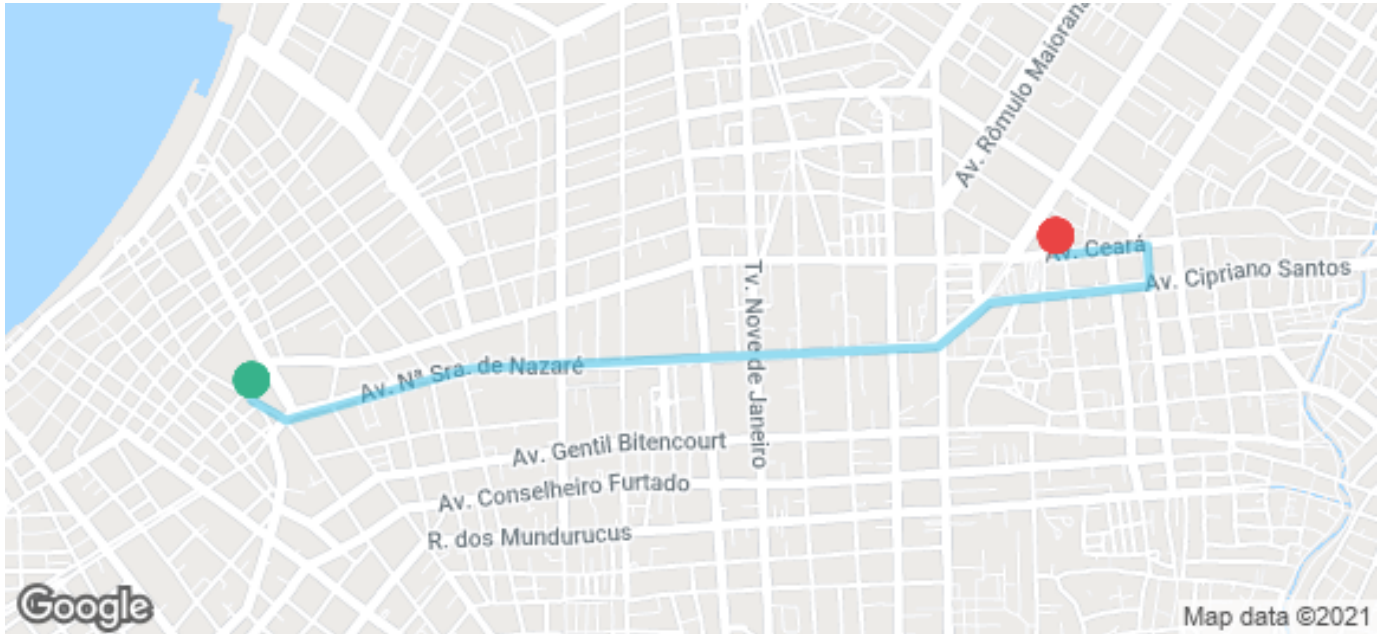 Av. Rômulo Maiorana
Av. Ceará
Av. Cipriano Santos
Tv. Nove de Janeiro
Av. Nª Sra. de Nazaré
Av. Gentil Bitencourt
Av. Conselheiro Furtado
R. dos Mundurucus
Google
Map data ©2021